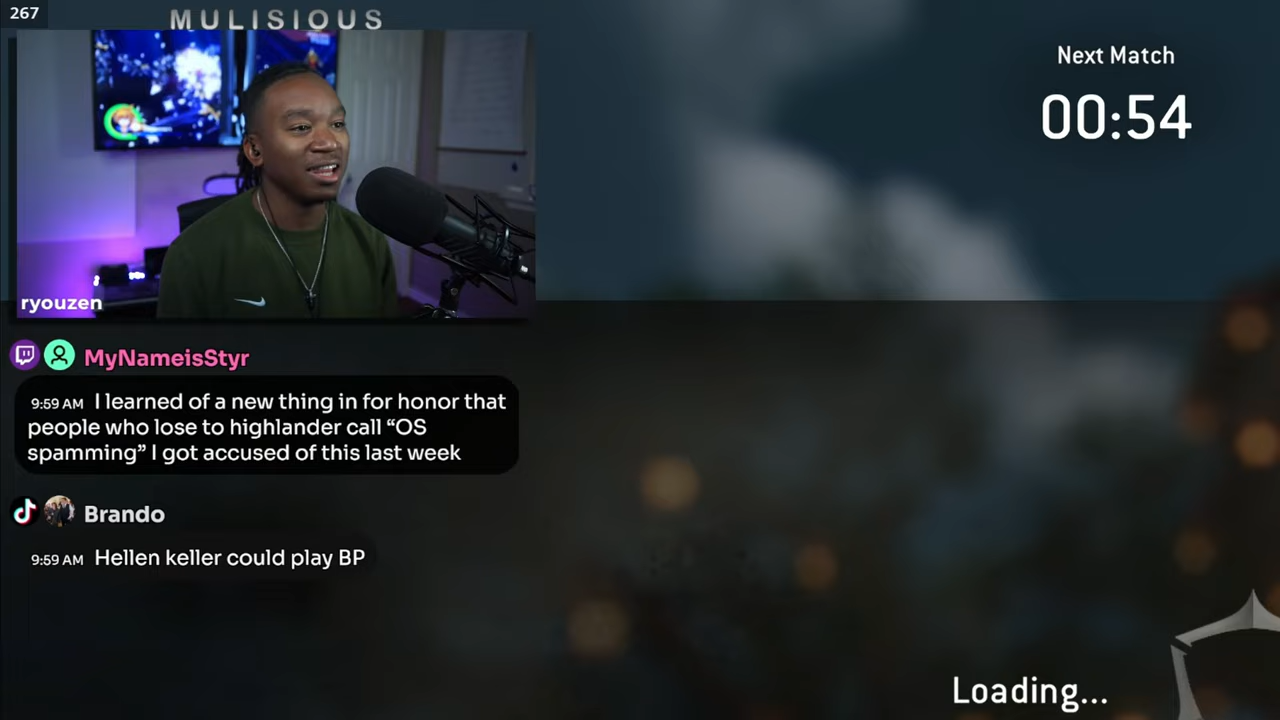 267
MULISIOUS
Next Match
00:54
ryouzen
MyNameisStyr
9:59 AM I learned of a new thing in for honor that
people who lose to highlander call “OS
spamming” I got accused of this last week
Brando
9:59 AM Hellen keller could play BP
Loading...